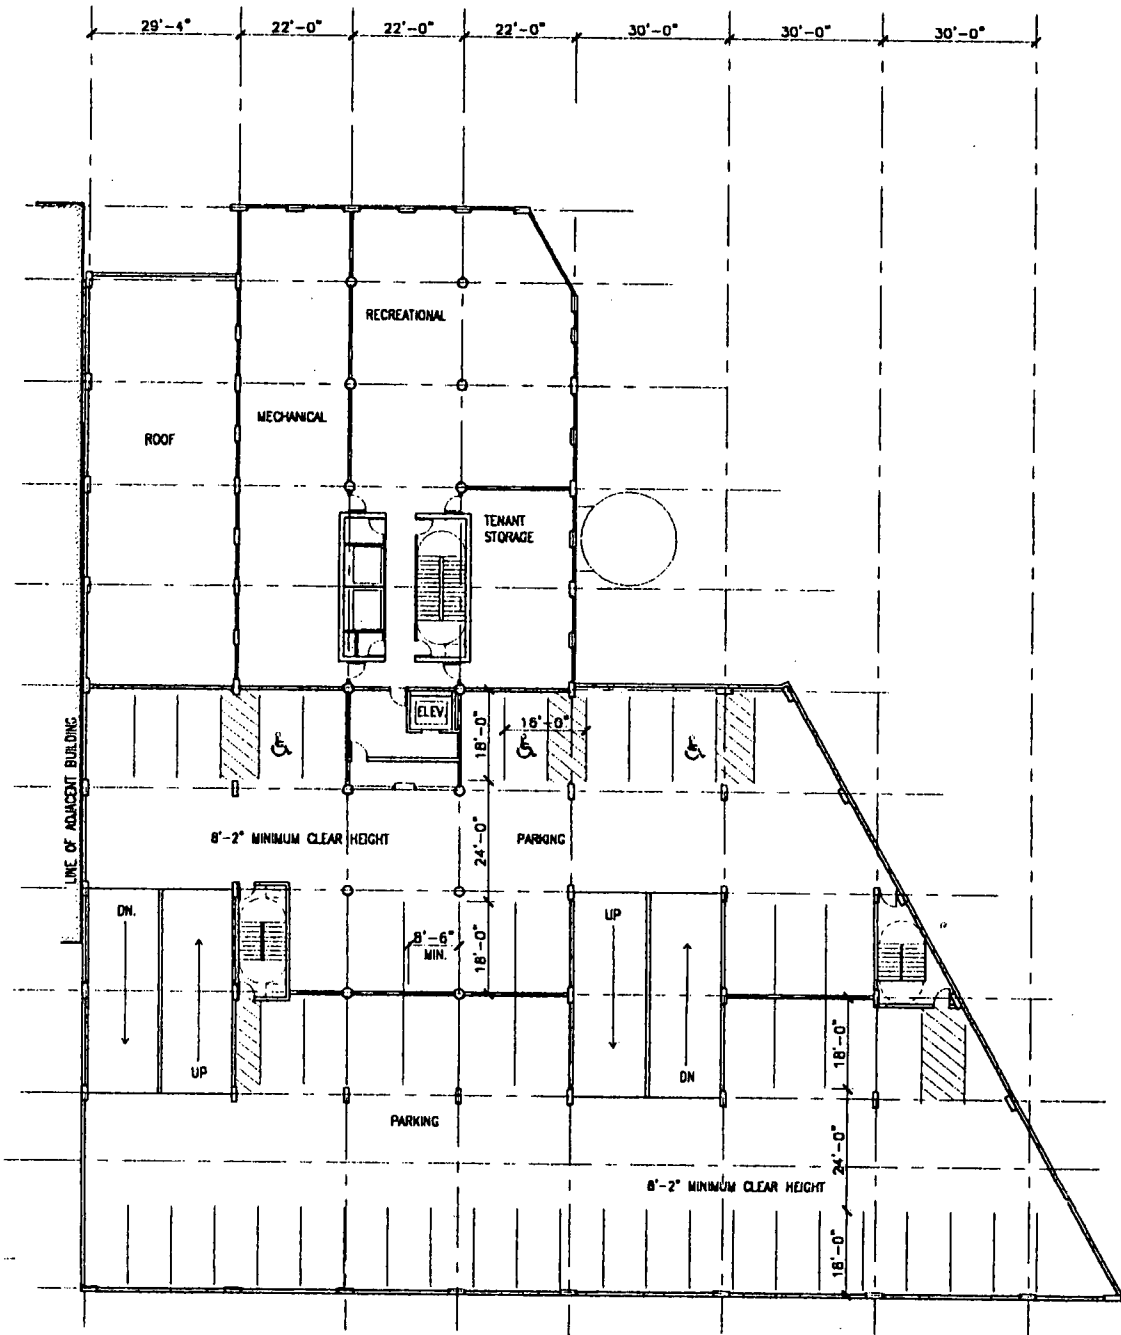 29'-4" 22'-0" 22'-0" 22'-0" 30'-0" 30'-0" 30'-0"
RECREATIONAL
MECHANICAL
ROOF
TENANT
STORAGE
ELEV.
16'-0"
18'-0"
LINE OF ADJACENT BUILDING
8'-2" MINIMUM CLEAR HEIGHT
PARKING
24'-0"
DN.
UP
8'-6"
MIN.
18'-0"
UP
DN
18'-0"
PARKING
24'-0"
8'-2" MINIMUM CLEAR HEIGHT
18'-0"